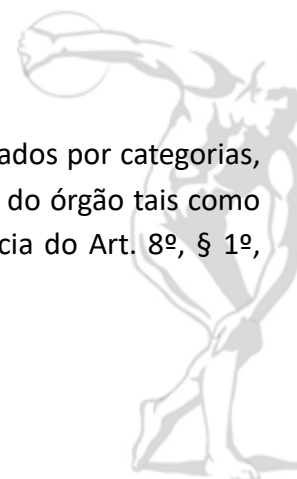 ados por categorias,
do órgão tais como
cia do Art. 8º, § 1º,